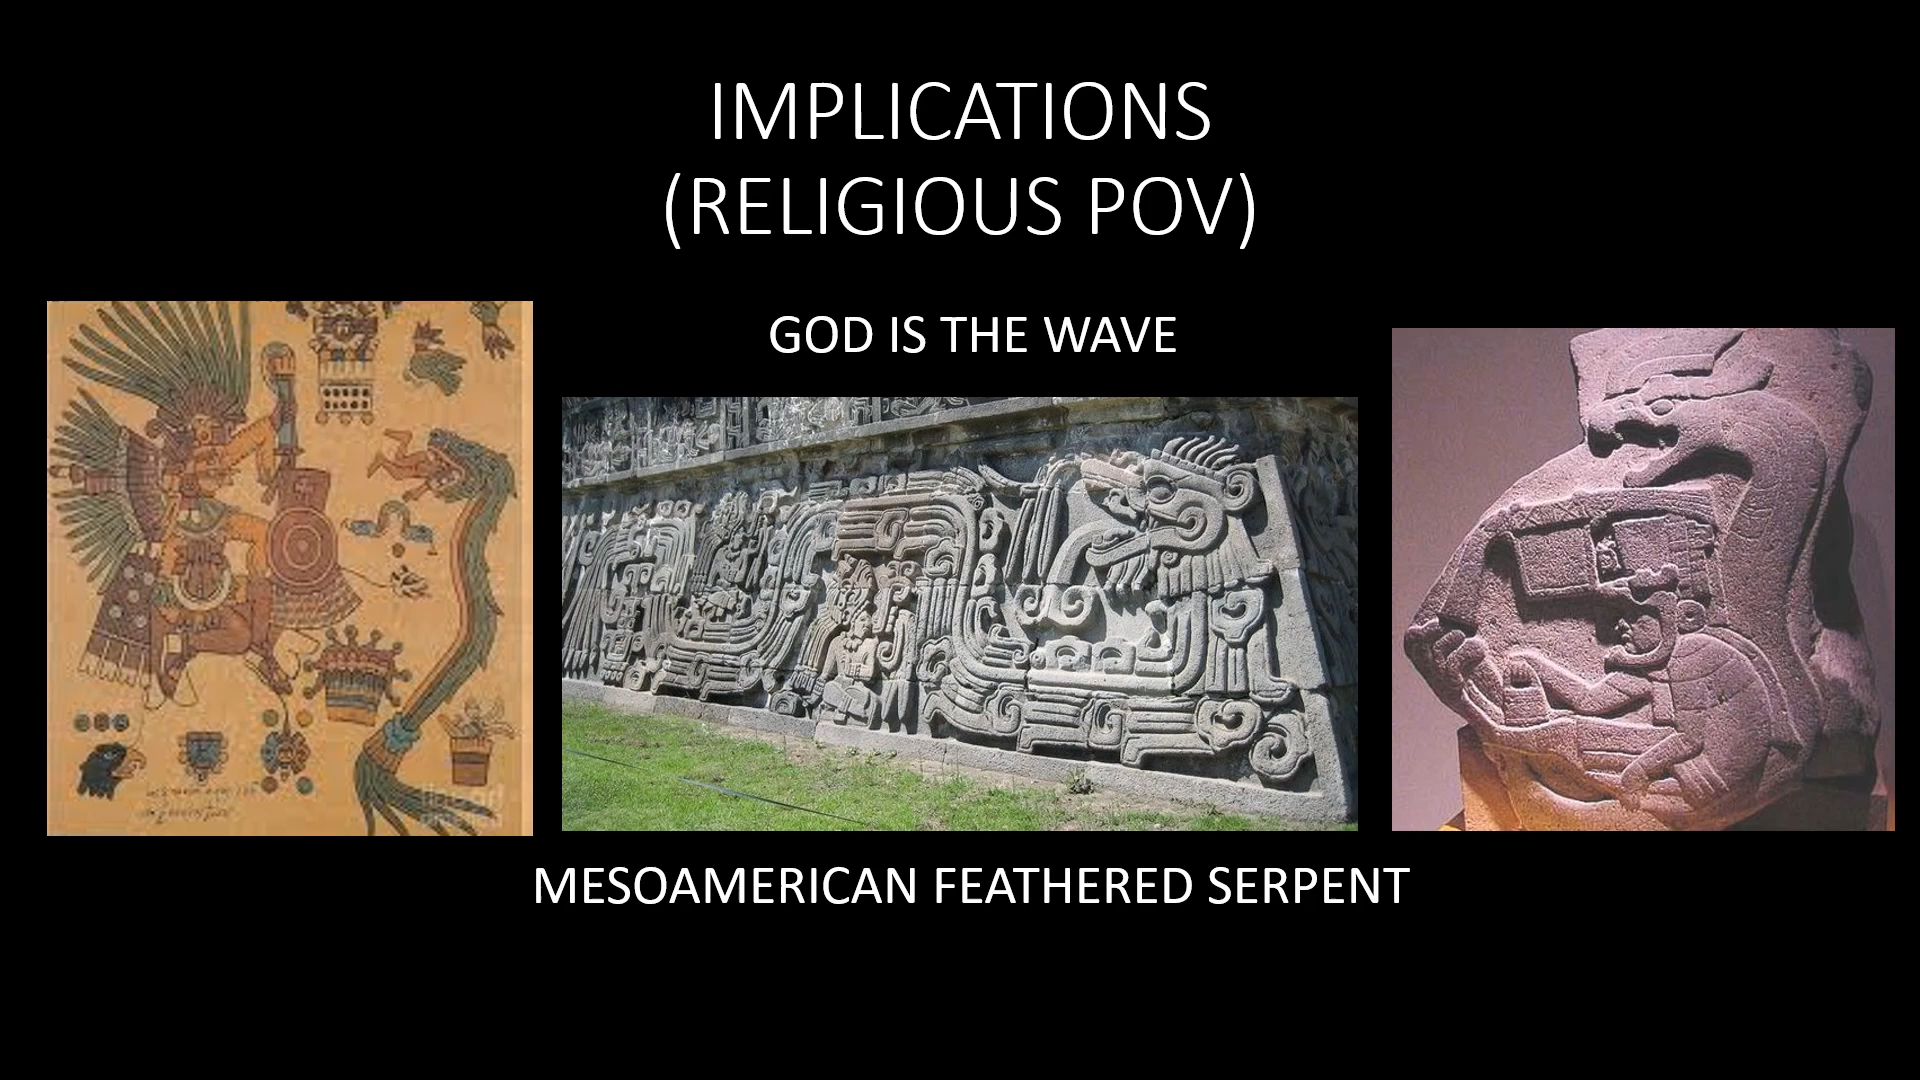 IMPLICATIONS
(RELIGIOUS POV)
GOD IS THE WAVE
MESOAMERICAN FEATHERED SERPENT